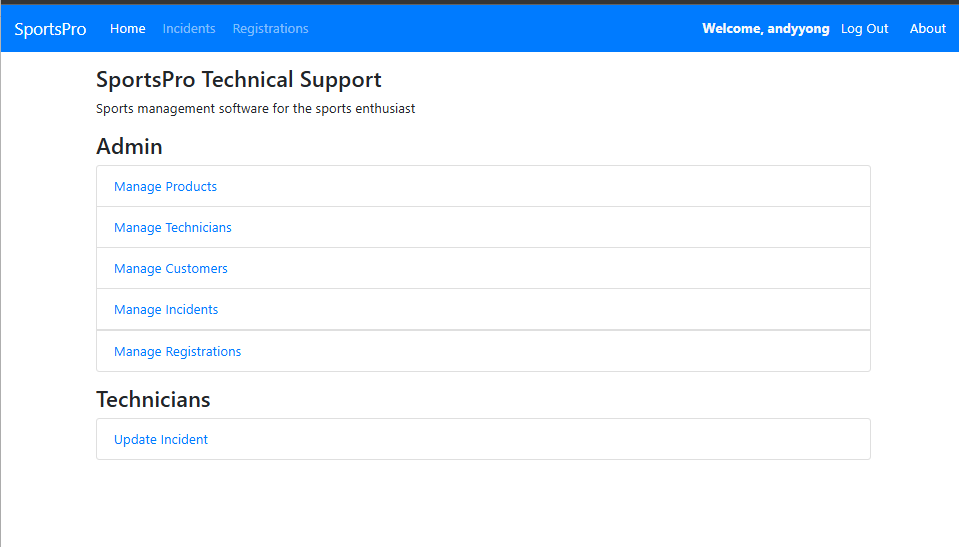 SportsPro Home Incidents Registrations Welcome, andyyong Log Out About
SportsPro Technical Support
Sports management software for the sports enthusiast
Admin
Manage Products
Manage Technicians
Manage Customers
Manage Incidents
Manage Registrations
Technicians
Update Incident